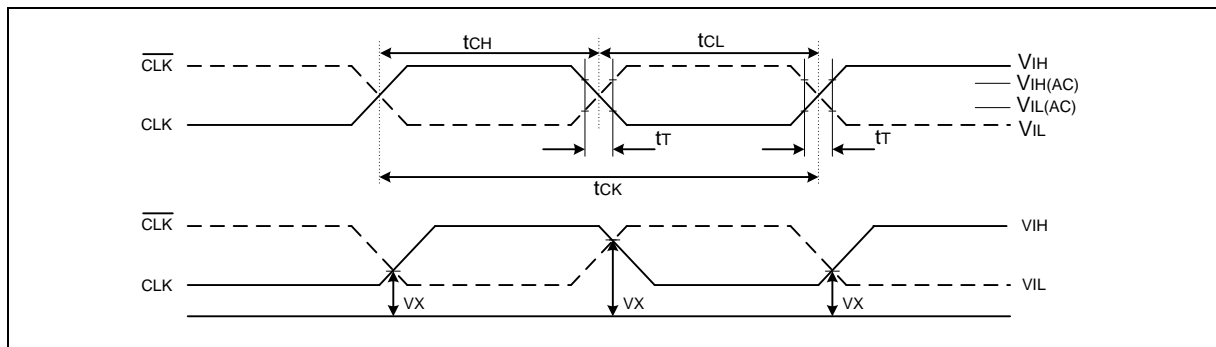 tCH tCL
CLK VIH
VIH(AC)
VIL(AC)
CLK VIL
tT tT
tCK
CLK VIH
CLK VIL
VX VX VX